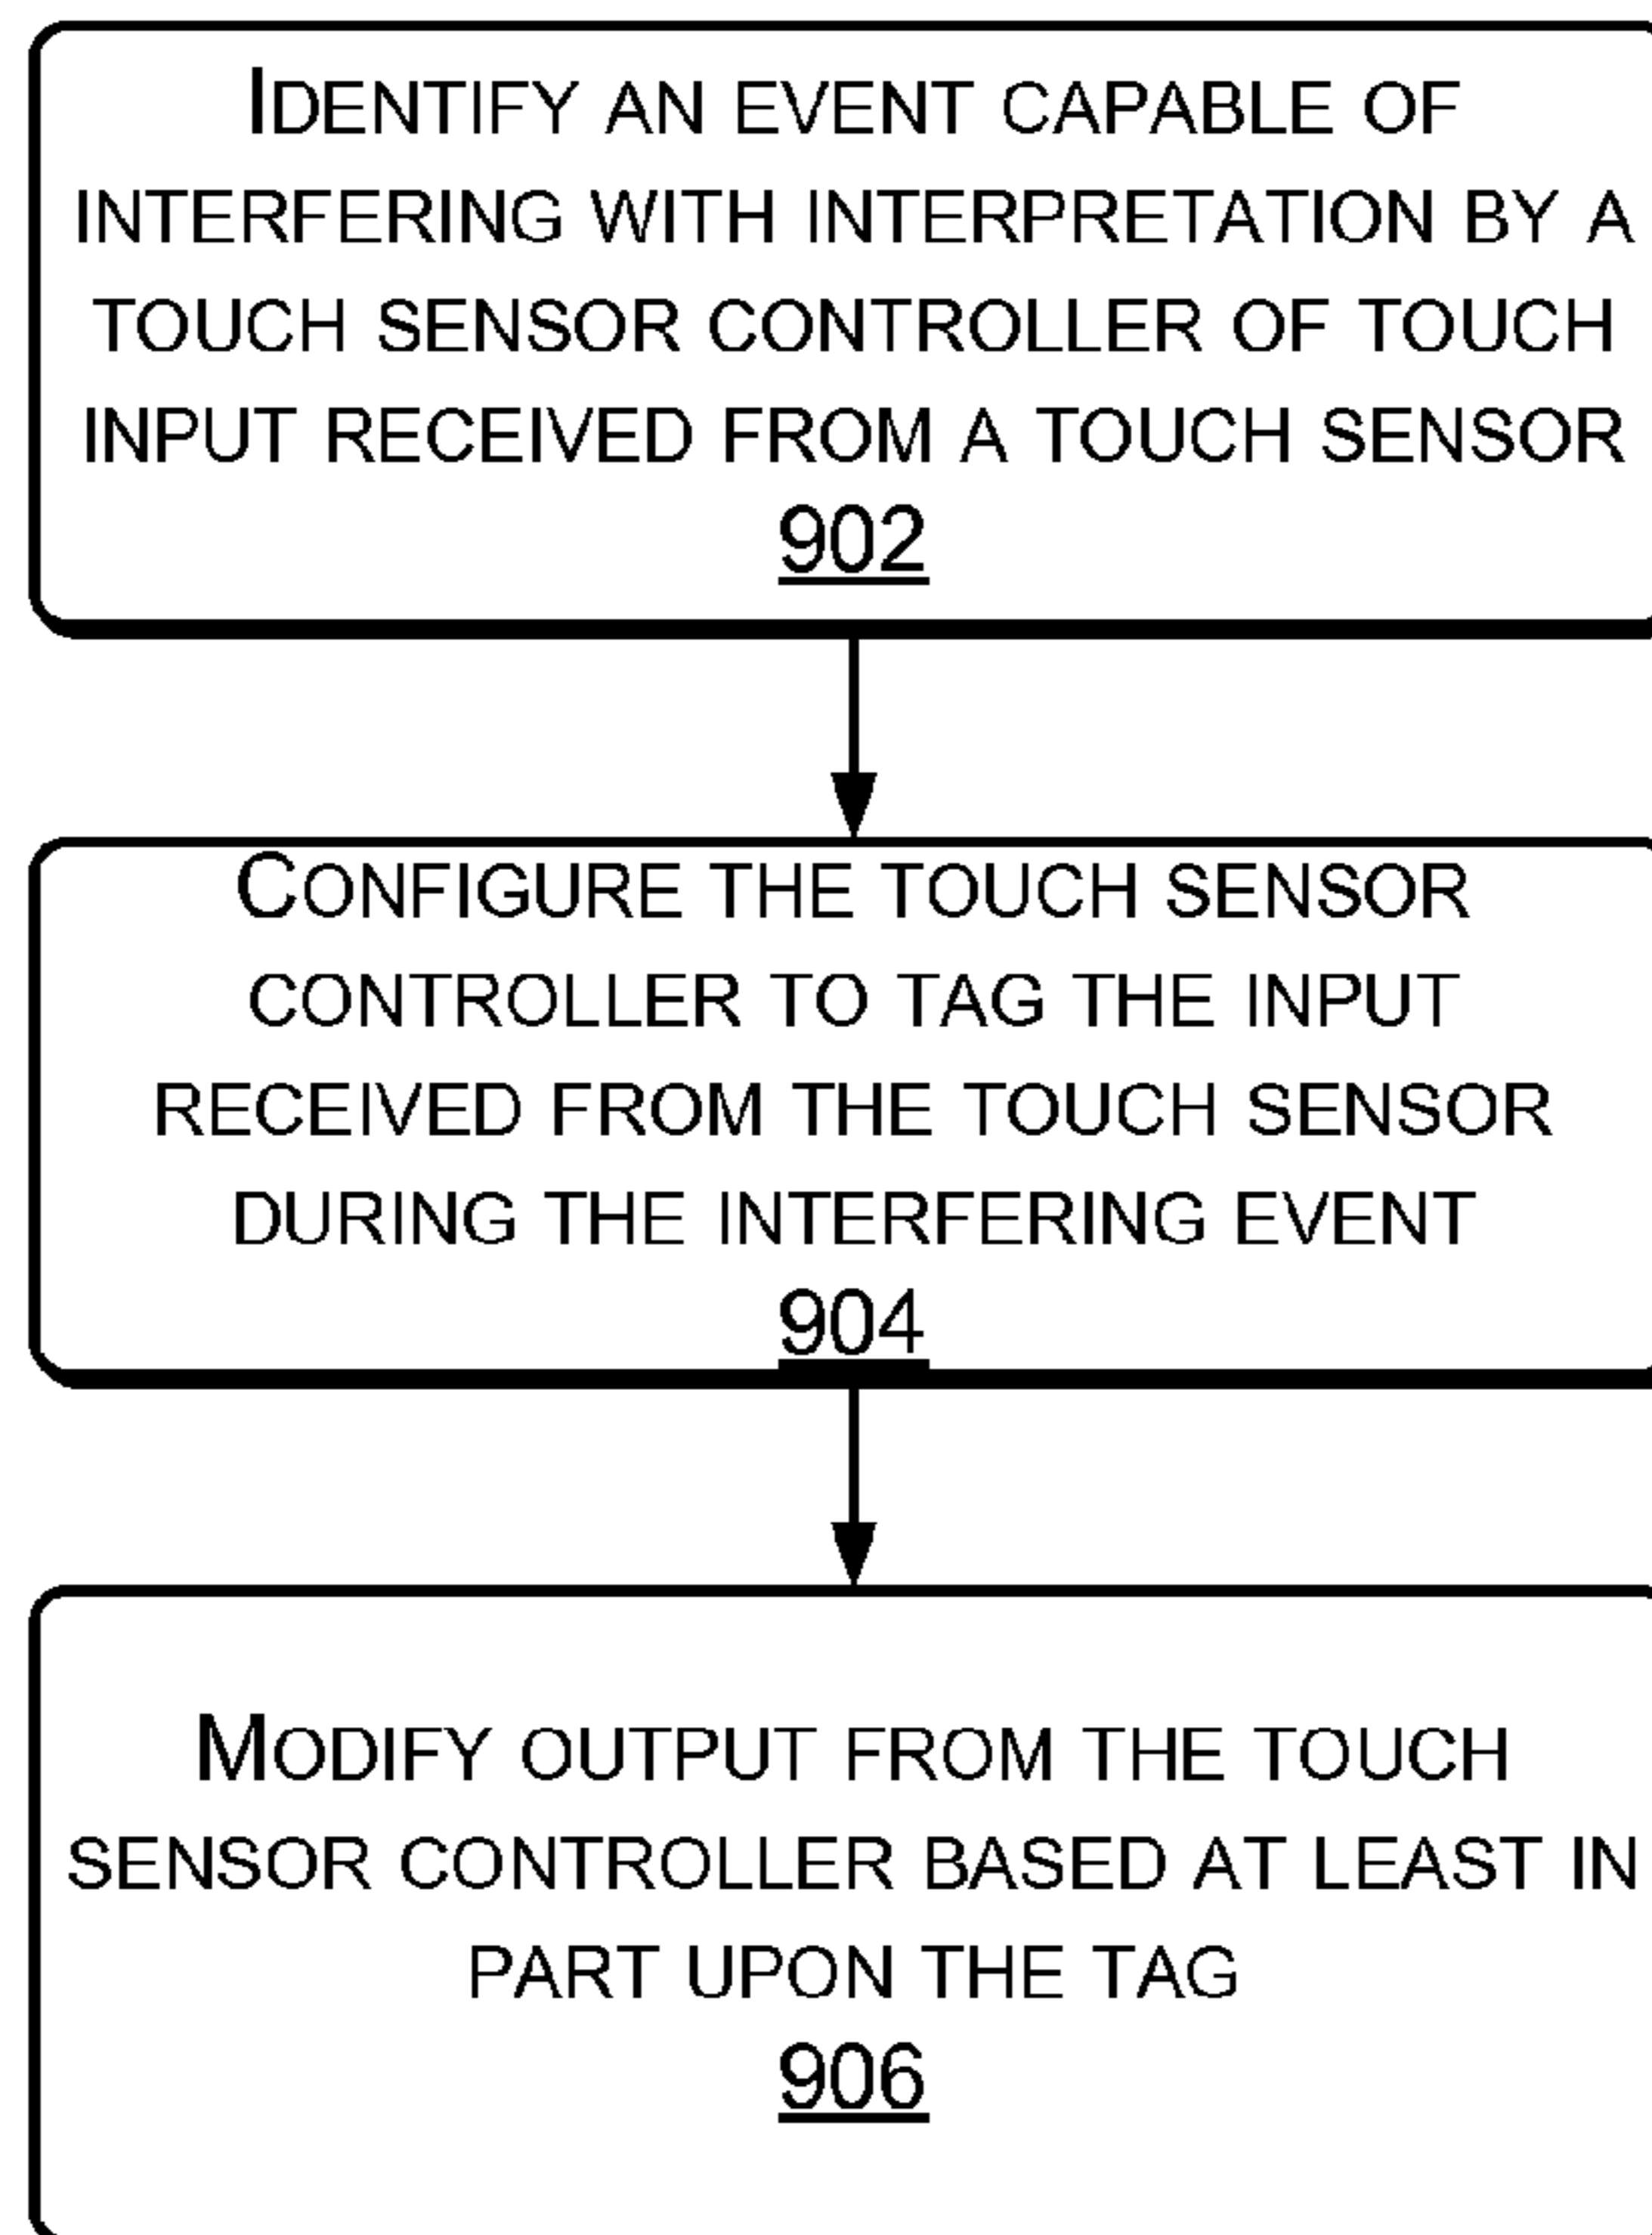 IDENTIFY AN EVENT CAPABLE OF
INTERFERING WITH INTERPRETATION BY A
TOUCH SENSOR CONTROLLER OF TOUCH
INPUT RECEIVED FROM A TOUCH SENSOR
902
CONFIGURE THE TOUCH SENSOR
CONTROLLER TO TAG THE INPUT
RECEIVED FROM THE TOUCH SENSOR
DURING THE INTERFERING EVENT
904
MODIFY OUTPUT FROM THE TOUCH
SENSOR CONTROLLER BASED AT LEAST IN
PART UPON THE TAG
906